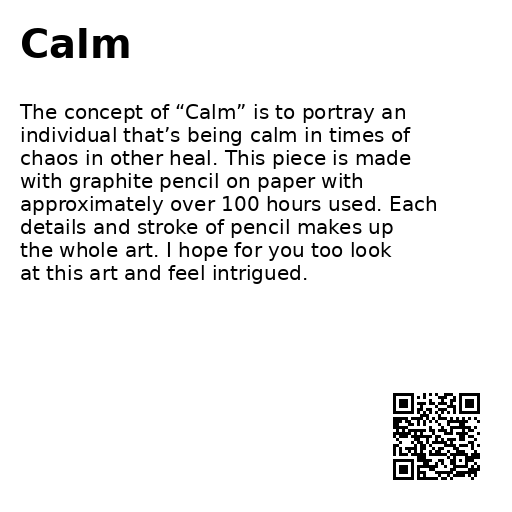 Calm
The concept of “Calm” is to portray an
individual that’s being calm in times of
chaos in other heal. This piece is made
with graphite pencil on paper with
approximately over 100 hours used. Each
details and stroke of pencil makes up
the whole art. I hope for you too look
at this art and feel intrigued.